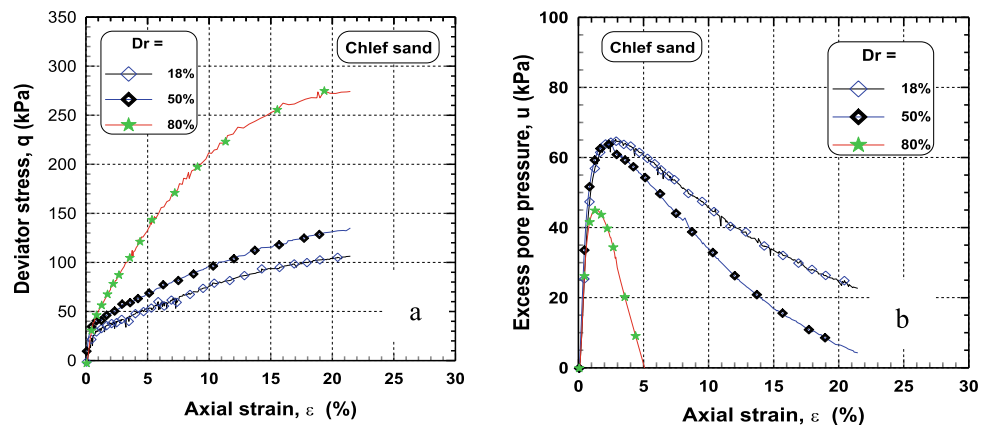 350
300
250
200
150
100
50
0
Deviator stress, q (kPa)
Dr =
18%
50%
80%
Chlef sand
a
0 5 10 15 20 25 30
Axial strain, ε (%)
100
80
60
40
20
0
Excess pore pressure, u (kPa)
Chlef sand
Dr =
18%
50%
80%
b
0 5 10 15 20 25 30
Axial strain, ε (%)